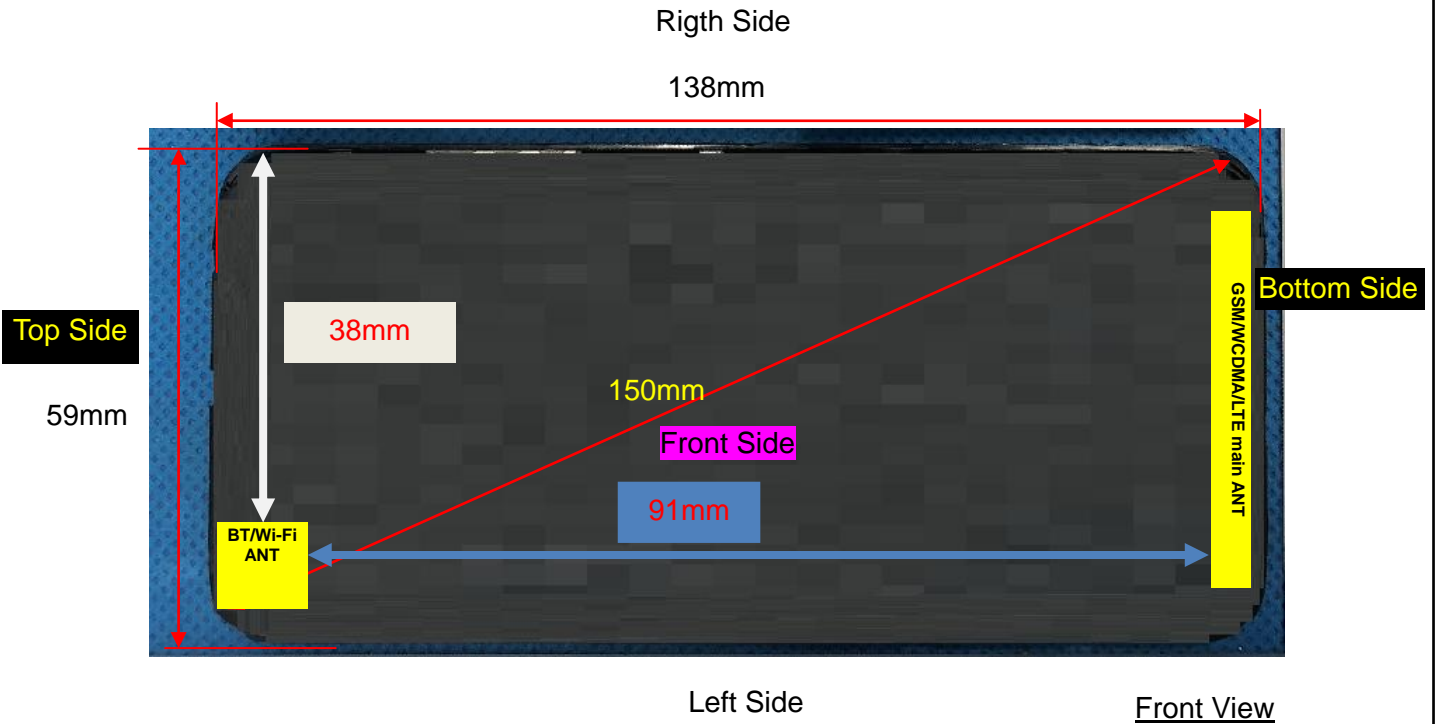 Rigth Side
138mm
Top Side
59mm
38mm
150mm
Front Side
91mm
BT/Wi-Fi
ANT
GSM/WCDMA/LTE main ANT
Bottom Side
Left Side
Front View